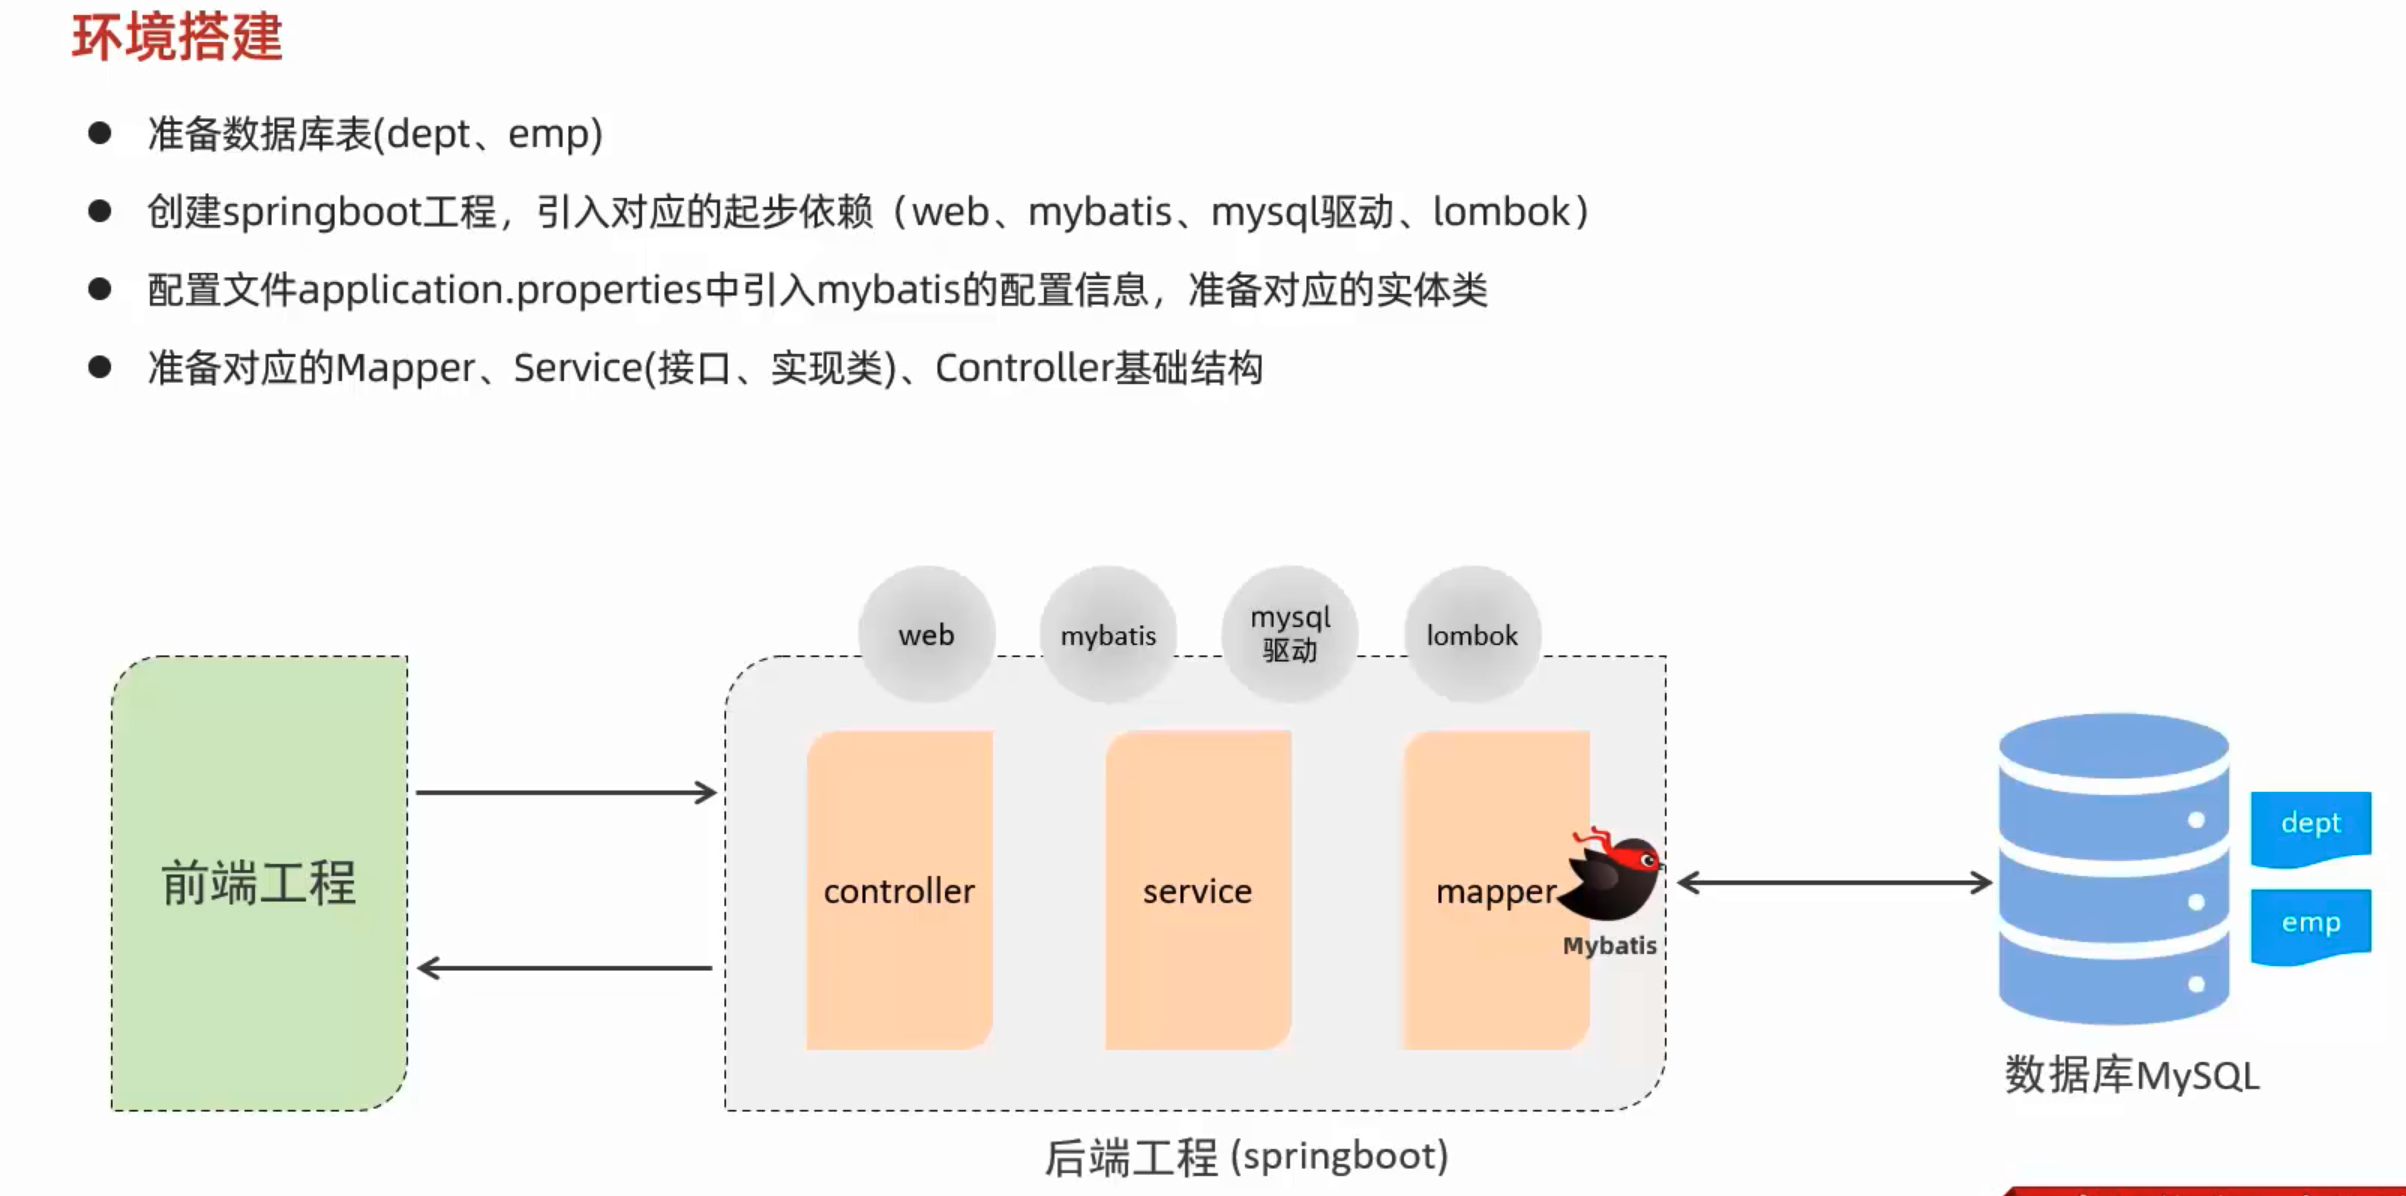 环境搭建
准备数据库表(dept、emp)
创建springboot工程，引入对应的起步依赖（web、mybatis、mysql驱动、lombok）
配置文件application.properties中引入mybatis的配置信息，准备对应的实体类
准备对应的Mapper、Service(接口、实现类)、Controller基础结构
web
mybatis
mysql
驱动
lombok
前端工程
controller
service
mapper
Mybatis
dept
emp
数据库MySQL
后端工程 (springboot)